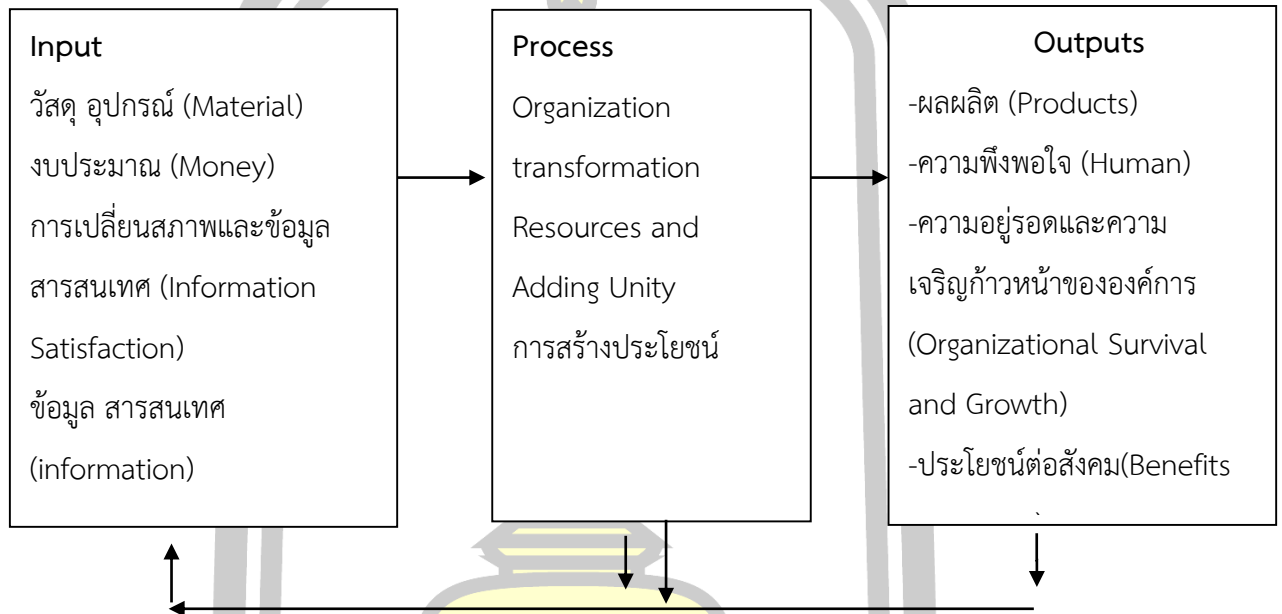 Input
วัสดุ อุปกรณ์ (Material)
งบประมาณ (Money)
การเปลี่ยนสภาพและข้อมูล
สารสนเทศ (Information
Satisfaction)
ข้อมูล สารสนเทศ
(information)
Process
Organization
transformation
Resources and
Adding Unity
การสร้างประโยชน์
Outputs
-ผลผลิต (Products)
-ความพึงพอใจ (Human)
-ความอยู่รอดและความ
เจริญก้าวหน้าขององค์การ
(Organizational Survival
and Growth)
-ประโยชน์ต่อสังคม(Benefits